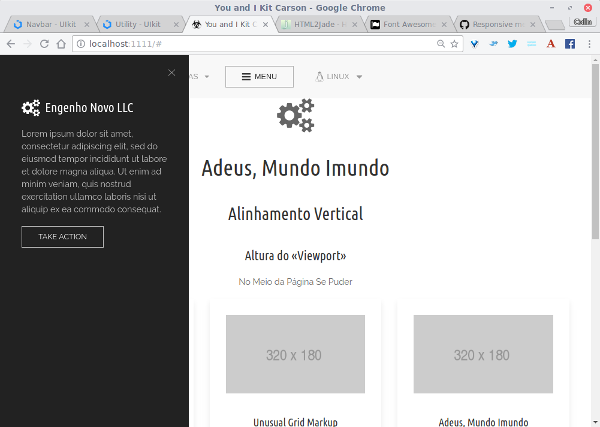 You and I Kit Carson - Google Chrome
Navbar - UIkit
Utility - UIkit
You and I Kit C
HTML2Jade - H
Font Awesome
Responsive m
localhost:1111/#
AS
MENU
LINUX
Engenho Novo LLC
Lorem ipsum dolor sit amet,
consectetur adipiscing elit, sed do
eiusmod tempor incididunt ut labore
et dolore magna aliqua. Ut enim ad
minim veniam, quis nostrud
exercitation ullamco laboris nisi ut
aliquip ex ea commodo consequat.
TAKE ACTION
Adeus, Mundo Imundo
Alinhamento Vertical
Altura do «Viewport»
No Meio da Página Se Puder
320 x 180
320 x 180
Unusual Grid Markup
Adeus, Mundo Imundo